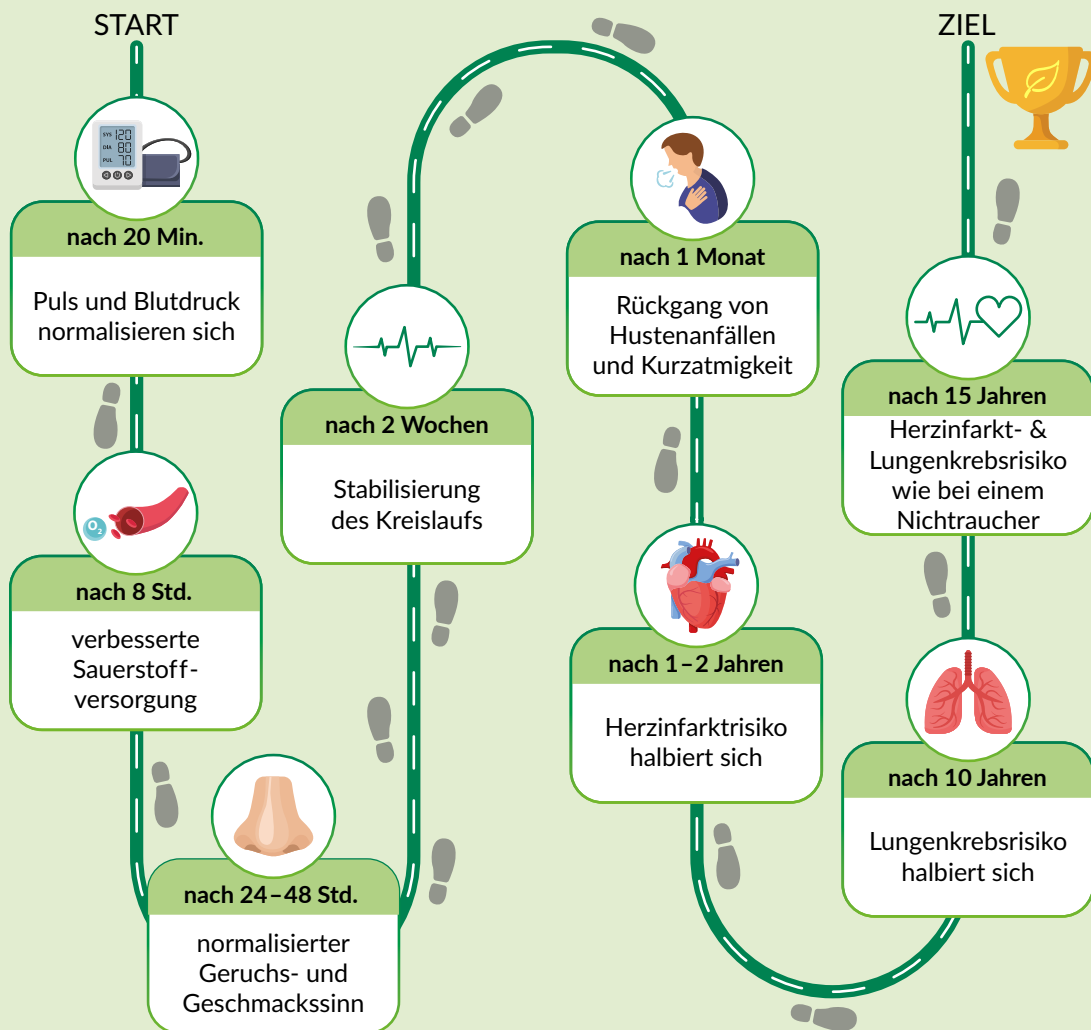 START
SYS 120
DIA 80
PUL 70
nach 20 Min.
Puls und Blutdruck
normalisieren sich
O₂
nach 8 Std.
verbesserte
Sauerstoff-
versorgung
nach 24–48 Std.
normalisierter
Geruchs- und
Geschmackssinn
nach 2 Wochen
Stabilisierung
des Kreislaufs
nach 1 Monat
Rückgang von
Hustenanfällen
und Kurzatmigkeit
nach 1–2 Jahren
Herzinfarktrisiko
halbiert sich
nach 10 Jahren
Lungenkrebsrisiko
halbiert sich
nach 15 Jahren
Herzinfarkt- &
Lungenkrebsrisiko
wie bei einem
Nichtraucher
ZIEL